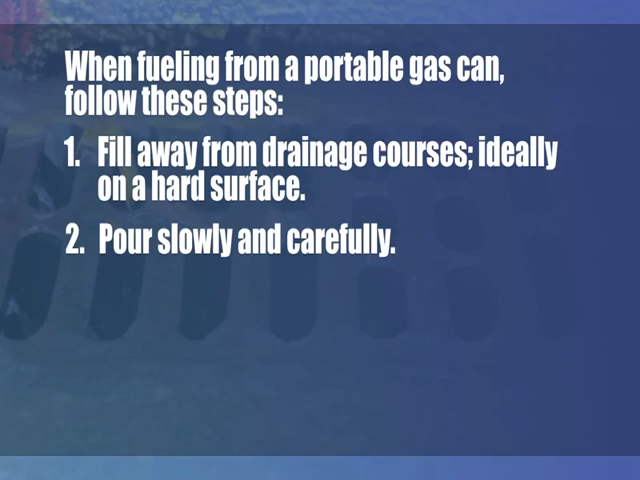 When fueling from a portable gas can,
follow these steps:
1. Fill away from drainage courses; ideally
on a hard surface.
2. Pour slowly and carefully.